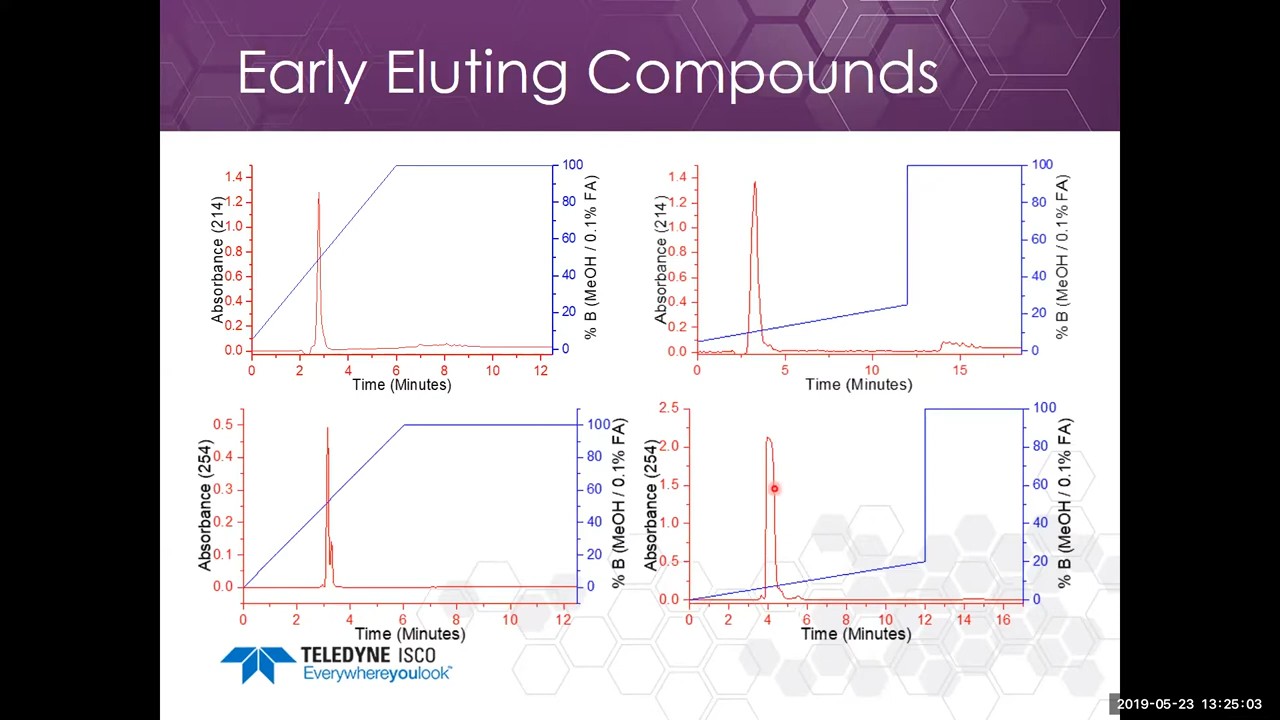 Early Eluting Compounds
1.4
1.2
1.0
0.8
0.6
0.4
0.2
0.0
Absorbance (214)
0 2 4 6 8 10 12
Time (Minutes)
100
80
60
40
20
0
% B (MeOH / 0.1% FA)
1.4
1.2
1.0
0.8
0.6
0.4
0.2
0.0
Absorbance (214)
0 5 10 15
Time (Minutes)
100
80
60
40
20
0
% B (MeOH / 0.1% FA)
0.5
0.4
0.3
0.2
0.1
0.0
Absorbance (254)
0 2 4 6 8 10 12
Time (Minutes)
100
80
60
40
20
0
% B (MeOH / 0.1% FA)
2.5
2.0
1.5
1.0
0.5
0.0
Absorbance (254)
0 2 4 6 8 10 12 14 16
Time (Minutes)
100
80
60
40
20
0
% B (MeOH / 0.1% FA)
TELEDYNE ISCO
Everywhereyoulook™
2019-05-23 13:25:03